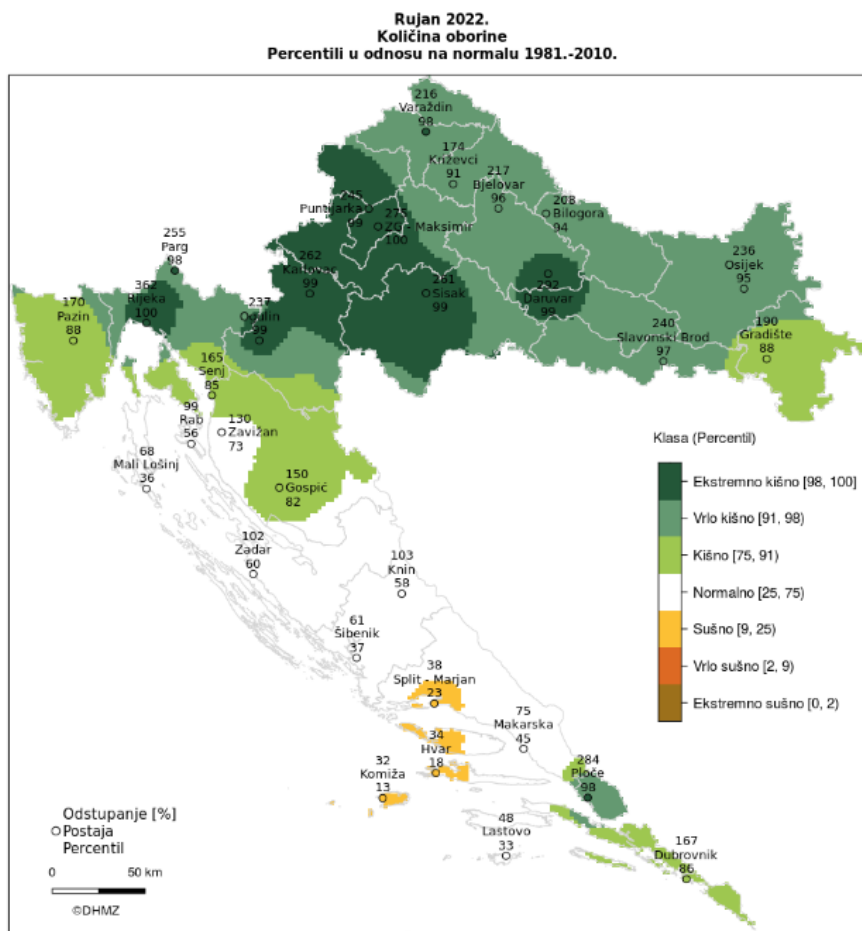 Rujan 2022.
Količina oborine
Percentili u odnosu na normalu 1981.-2010.
216
Varaždin
98
174
Križevci
91
217
Bjelovar
96
208
Bilogora
94
245
Puntijarka
99
275
ZG - Maksimir
100
255
Parg
98
262
Karlovac
99
261
Sisak
99
292
Daruvar
99
236
Osijek
95
362
Rijeka
100
170
Pazin
88
237
Ogulin
99
240
Slavonski Brod
97
190
Gradište
88
165
Senj
85
99
Rab
56
130
Zavižan
73
68
Mali Lošinj
36
150
Gospić
82
102
Zadar
60
103
Knin
58
61
Šibenik
37
38
Split - Marjan
23
75
Makarska
45
34
Hvar
18
32
Komiža
13
284
Ploče
98
48
Lastovo
33
167
Dubrovnik
86
Klasa (Percentil)
Ekstremno kišno [98, 100]
Vrlo kišno [91, 98)
Kišno [75, 91)
Normalno [25, 75)
Sušno [9, 25)
Vrlo sušno [2, 9)
Ekstremno sušno [0, 2)
Odstupanje [%]
Postaja
Percentil
0 50 km
©DHMZ